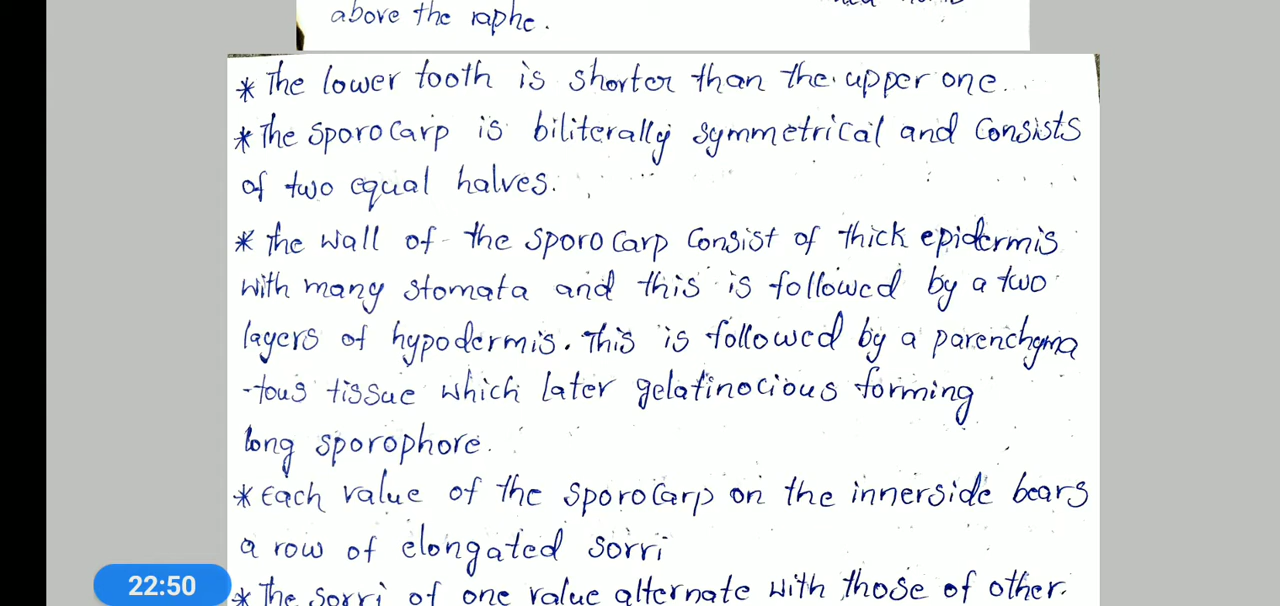 above the raphe.
* The lower tooth is shorter than the upper one.
* The sporocarp is biliterally symmetrical and consists
of two equal halves.
* the wall of the sporocarp consist of thick epidermis
with many stomata and this is followed by a two
layers of hypodermis. This is followed by a parenchyma
-tous tissue which later gelatinocious forming
long sporophore.
* Each value of the sporocarp on the innerside bears
a row of elongated sorri
* The sorri of one value alternate with those of other.
22:50